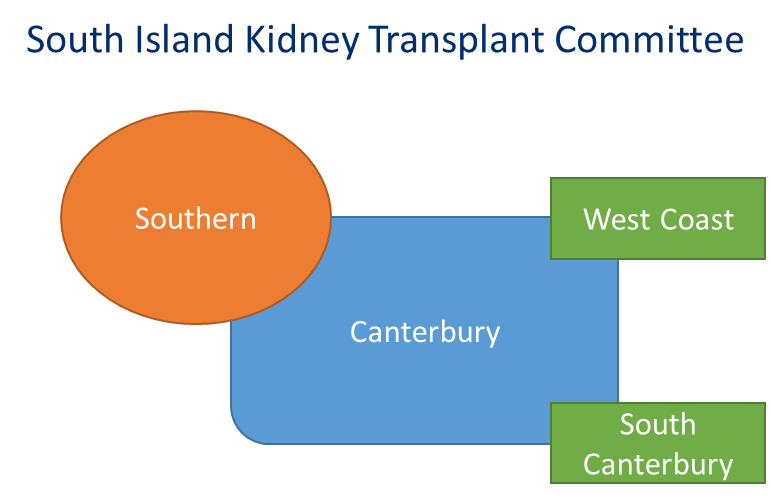 South Island Kidney Transplant Committee
Southern
West Coast
Canterbury
South
Canterbury